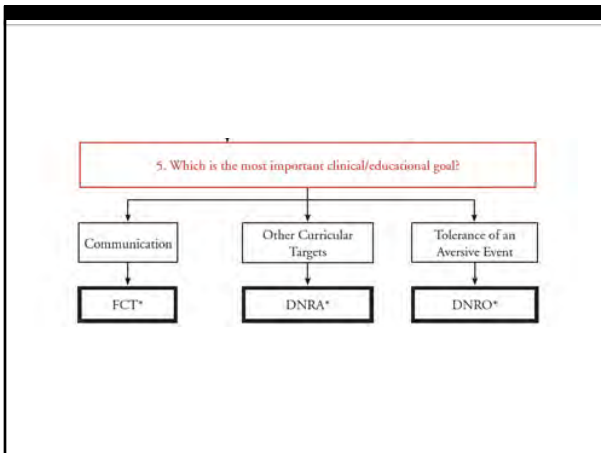 5. Which is the most important clinical/educational goal?
Communication
Other Curricular
Targets
Tolerance of an
Aversive Event
FCT*
DNRA*
DNRO*